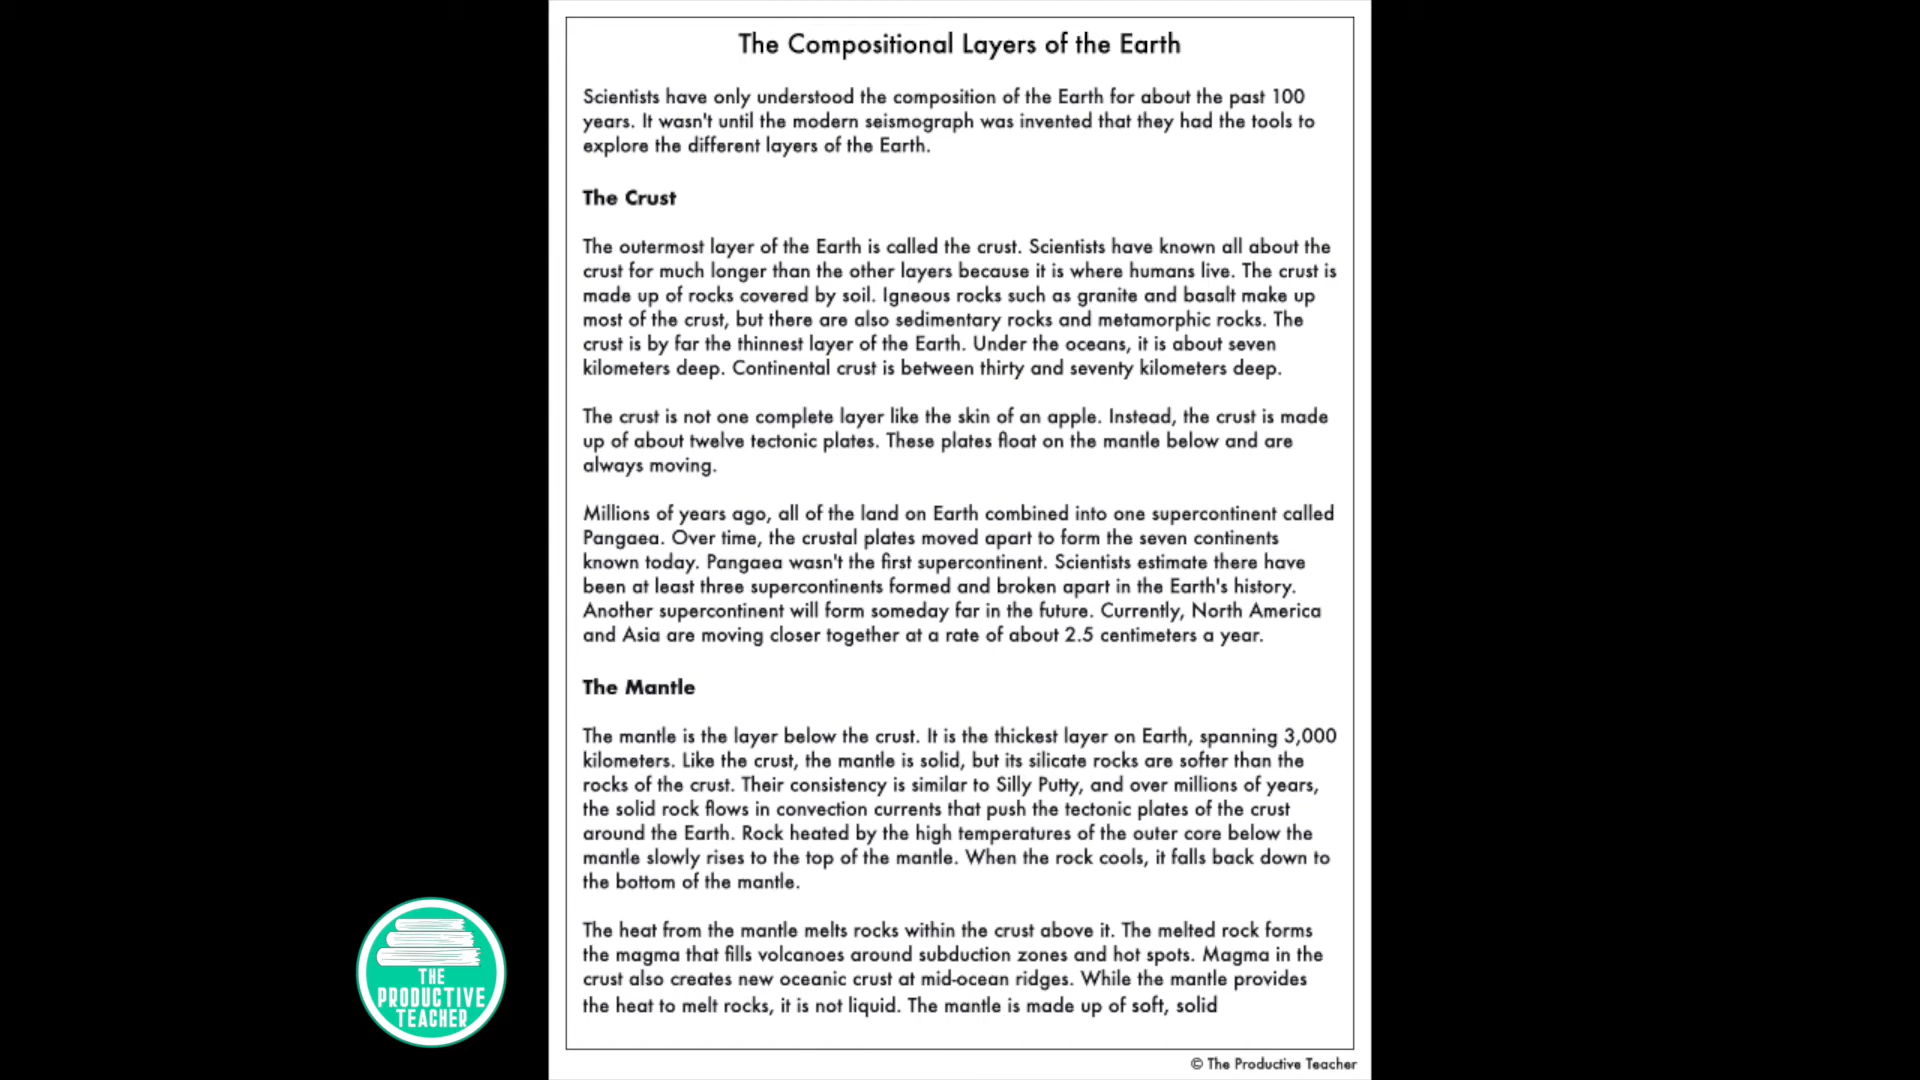 The Compositional Layers of the Earth
Scientists have only understood the composition of the Earth for about the past 100
years. It wasn't until the modern seismograph was invented that they had the tools to
explore the different layers of the Earth.
The Crust
The outermost layer of the Earth is called the crust. Scientists have known all about the
crust for much longer than the other layers because it is where humans live. The crust is
made up of rocks covered by soil. Igneous rocks such as granite and basalt make up
most of the crust, but there are also sedimentary rocks and metamorphic rocks. The
crust is by far the thinnest layer of the Earth. Under the oceans, it is about seven
kilometers deep. Continental crust is between thirty and seventy kilometers deep.
The crust is not one complete layer like the skin of an apple. Instead, the crust is made
up of about twelve tectonic plates. These plates float on the mantle below and are
always moving.
Millions of years ago, all of the land on Earth combined into one supercontinent called
Pangaea. Over time, the crustal plates moved apart to form the seven continents
known today. Pangaea wasn't the first supercontinent. Scientists estimate there have
been at least three supercontinents formed and broken apart in the Earth's history.
Another supercontinent will form someday far in the future. Currently, North America
and Asia are moving closer together at a rate of about 2.5 centimeters a year.
The Mantle
The mantle is the layer below the crust. It is the thickest layer on Earth, spanning 3,000
kilometers. Like the crust, the mantle is solid, but its silicate rocks are softer than the
rocks of the crust. Their consistency is similar to Silly Putty, and over millions of years,
the solid rock flows in convection currents that push the tectonic plates of the crust
around the Earth. Rock heated by the high temperatures of the outer core below the
mantle slowly rises to the top of the mantle. When the rock cools, it falls back down to
the bottom of the mantle.
The heat from the mantle melts rocks within the crust above it. The melted rock forms
the magma that fills volcanoes around subduction zones and hot spots. Magma in the
crust also creates new oceanic crust at mid-ocean ridges. While the mantle provides
the heat to melt rocks, it is not liquid. The mantle is made up of soft, solid
© The Productive Teacher
THE
PRODUCTIVE
TEACHER